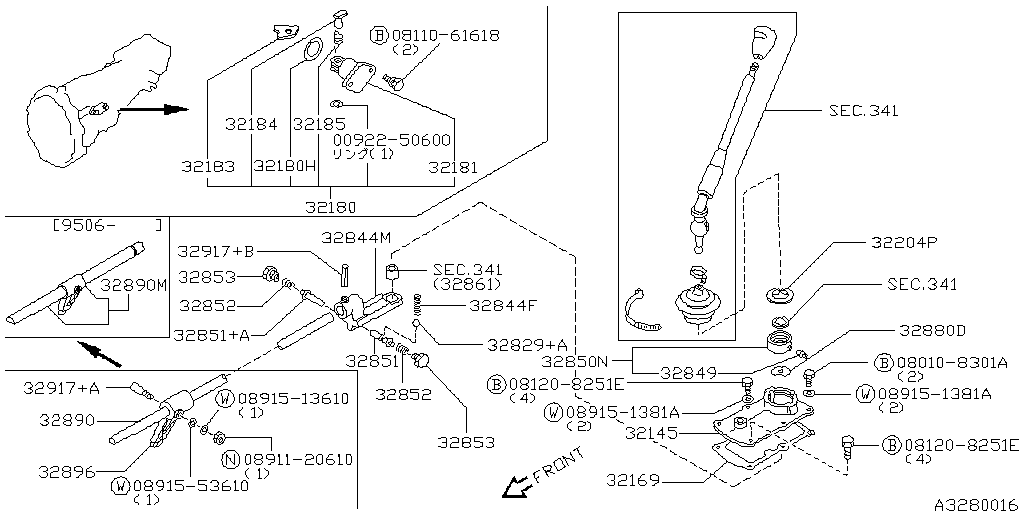 Ⓑ08110-61618
(2)
SEC.341
32184
32185
00922-50600
リング(1)
32183
32180H
32181
32180
[9506-     ]
32844M
32204P
32917+B
SEC.341
(32861)
32853
SEC.341
32890M
32852
32844F
32880D
32851+A
32829+A
32850N
32851
Ⓑ08010-8301A
(2)
32849
32917+A
Ⓑ08120-8251E
(4)
32852
Ⓦ08915-13610
(1)
Ⓦ08915-1381A
(2)
Ⓦ08915-1381A
(2)
32890
32145
32853
Ⓑ08120-8251E
(4)
Ⓝ08911-20610
(1)
32896
FRONT
32169
Ⓦ08915-53610
(1)
A3280016